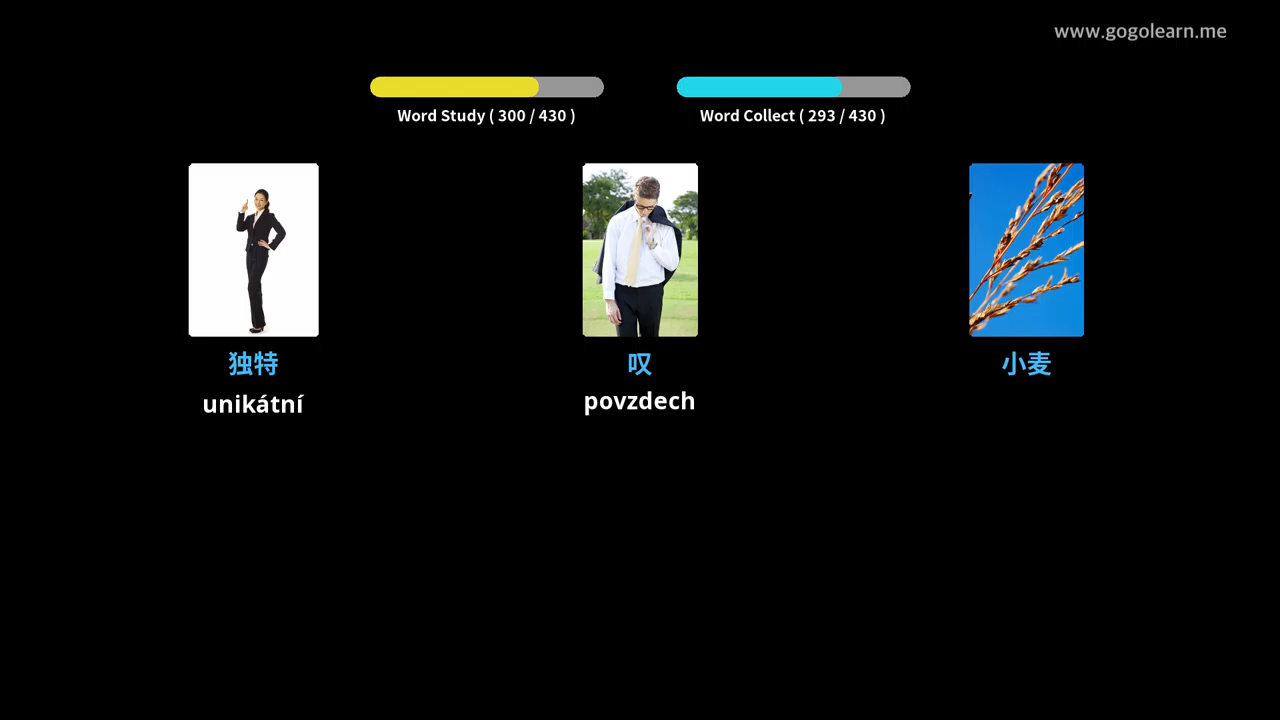 www.gogolearn.me
Word Study ( 300 / 430 )
Word Collect ( 293 / 430 )
独特
叹
小麦
unikátní
povzdech